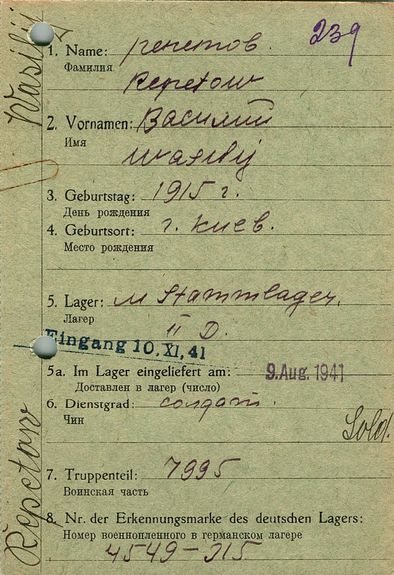 239
1. Name: репетов.
Фамилия
Repetow
2. Vornamen: Василий
Имя
Wasilij
3. Geburtstag: 1915 г.
День рождения
4. Geburtsort: г. Киев.
Место рождения
5. Lager: M Stammlager.
Лагер
II D.
Eingang 10. XI. 41
5a. Im Lager eingeliefert am: 9. Aug. 1941
Доставлен в лагер (число)
6. Dienstgrad: солдат.
Чин
Sold.
7. Truppenteil: 7995
Воинская часть
8. Nr. der Erkennungsmarke des deutschen Lagers:
Номер военнопленного в германском лагере
4549-315
Repetow
Wasilij